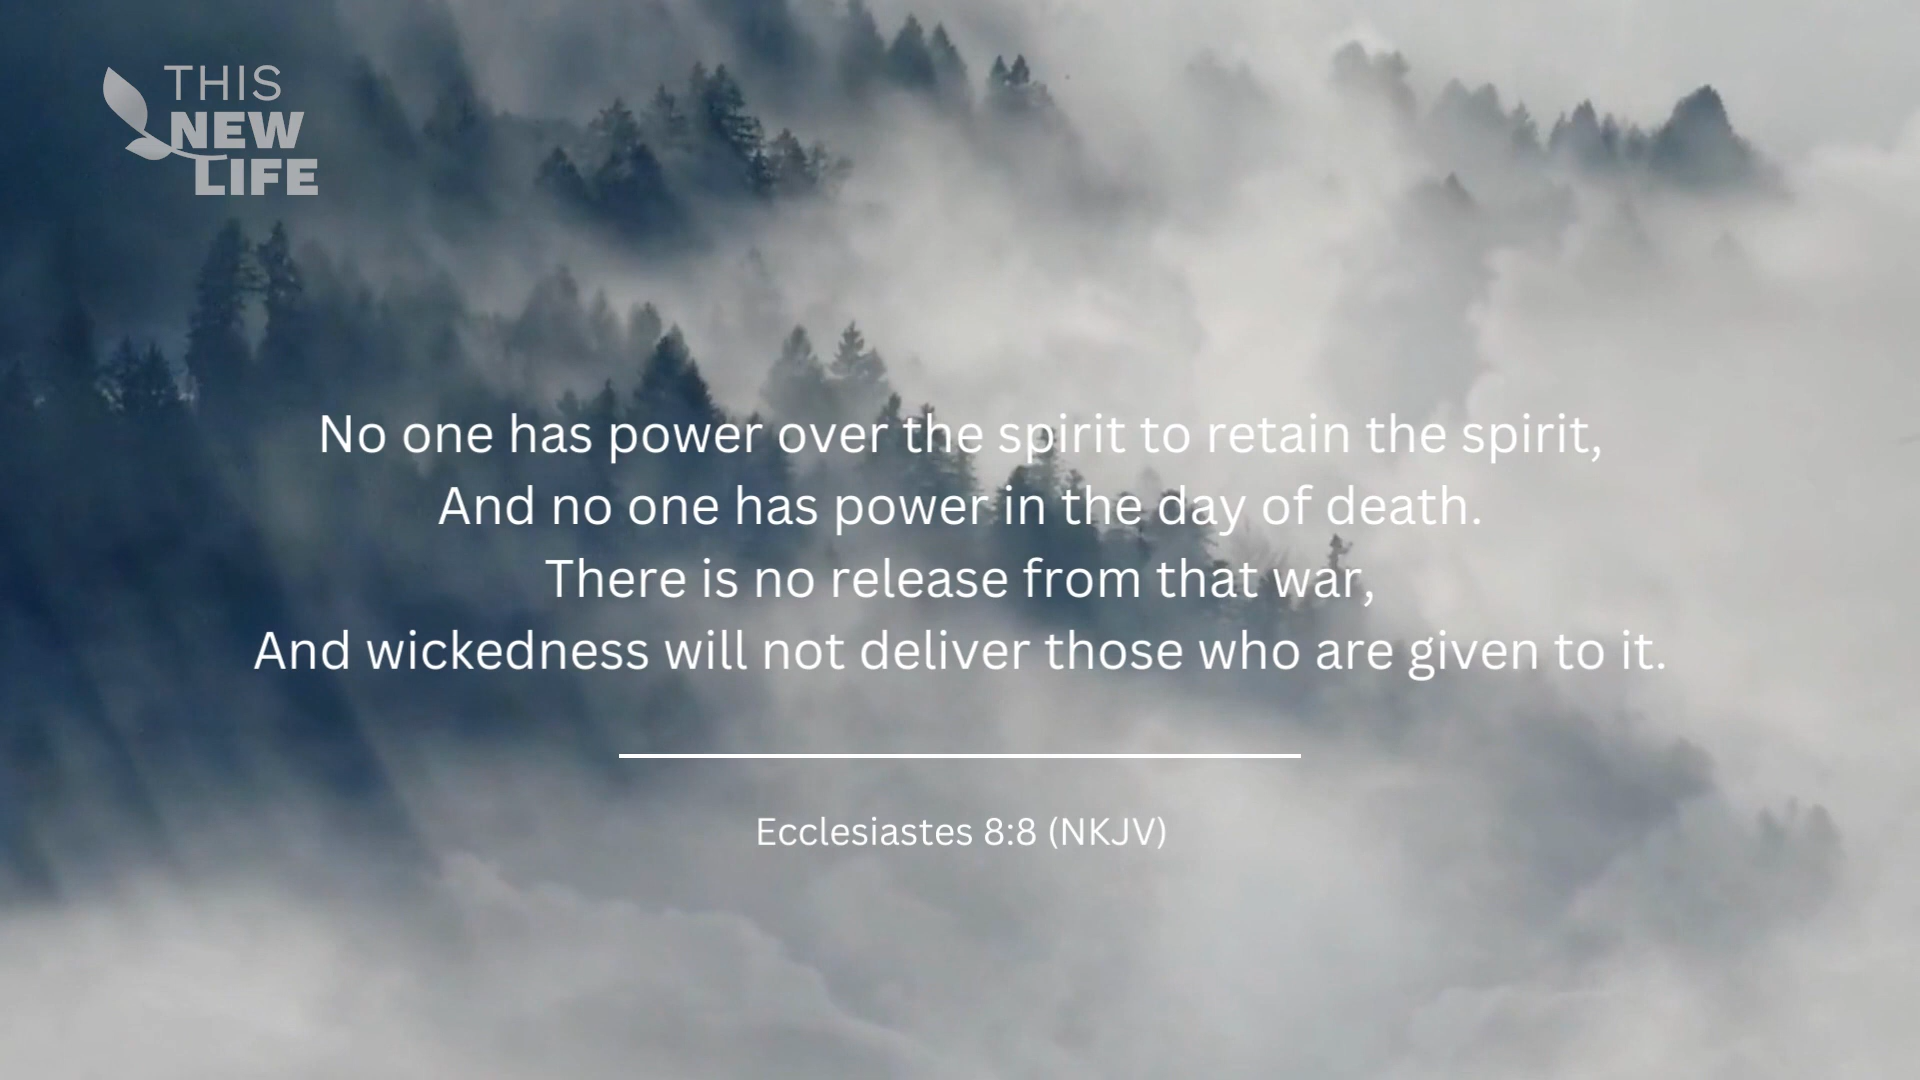 THIS
NEW
LIFE
No one has power over the spirit to retain the spirit,
And no one has power in the day of death.
There is no release from that war,
And wickedness will not deliver those who are given to it.
Ecclesiastes 8:8 (NKJV)